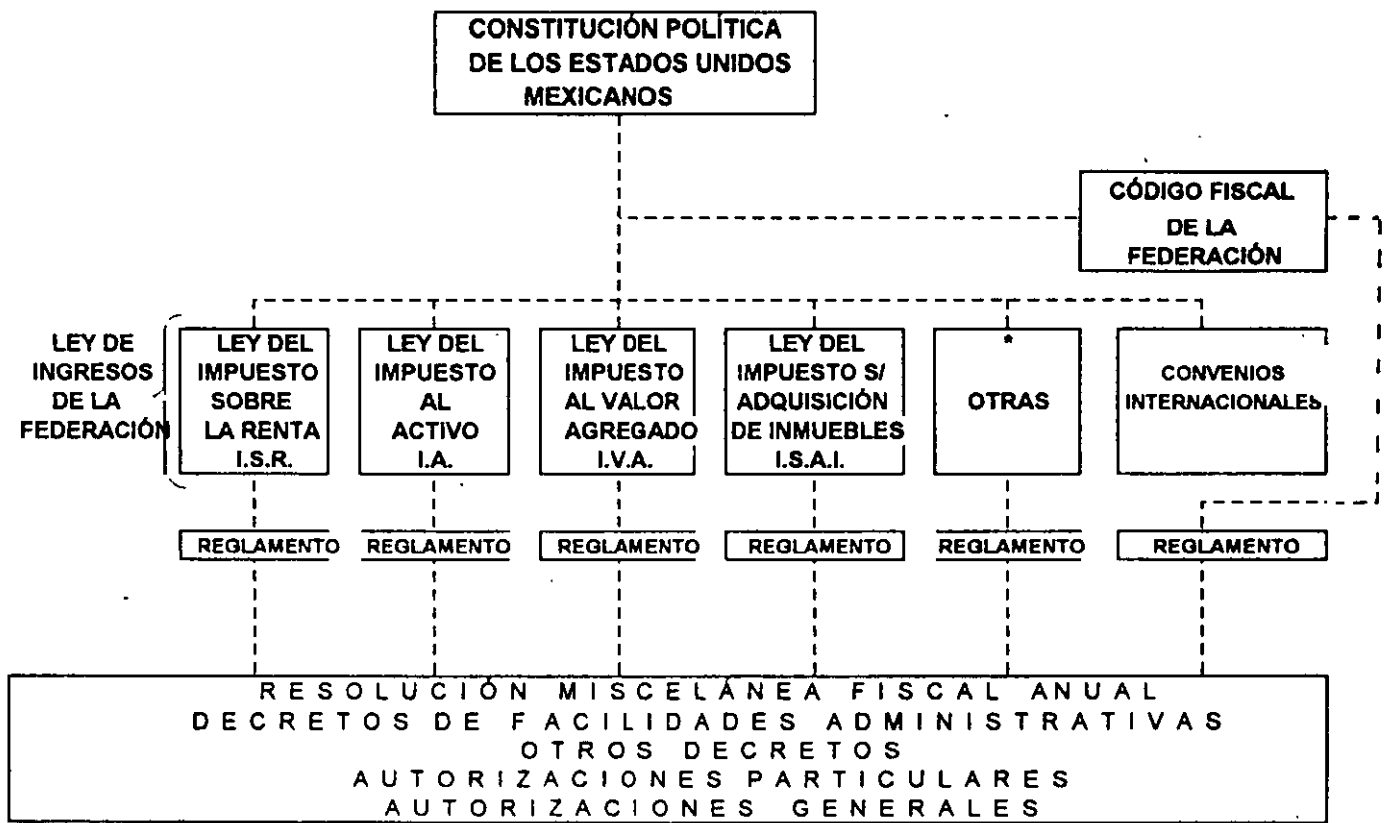 CONSTITUCIÓN POLÍTICA
DE LOS ESTADOS UNIDOS
MEXICANOS
CÓDIGO FISCAL
DE LA
FEDERACIÓN
LEY DE
INGRESOS
DE LA
FEDERACIÓN
LEY DEL
IMPUESTO
SOBRE
LA RENTA
I.S.R.
LEY DEL
IMPUESTO
AL
ACTIVO
I.A.
LEY DEL
IMPUESTO
AL VALOR
AGREGADO
I.V.A.
LEY DEL
IMPUESTO S/
ADQUISICIÓN
DE INMUEBLES
I.S.A.I.
*
OTRAS
CONVENIOS
INTERNACIONALES
REGLAMENTO
REGLAMENTO
REGLAMENTO
REGLAMENTO
REGLAMENTO
REGLAMENTO
RESOLUCIÓN MISCELÁNEA FISCAL ANUAL
DECRETOS DE FACILIDADES ADMINISTRATIVAS
OTROS DECRETOS
AUTORIZACIONES PARTICULARES
AUTORIZACIONES GENERALES